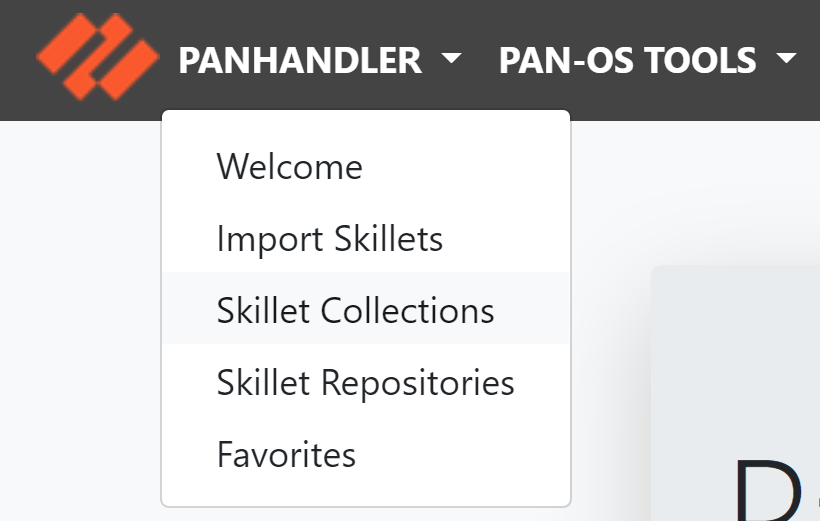 PANHANDLER PAN-OS TOOLS
Welcome
Import Skillets
Skillet Collections
Skillet Repositories
Favorites